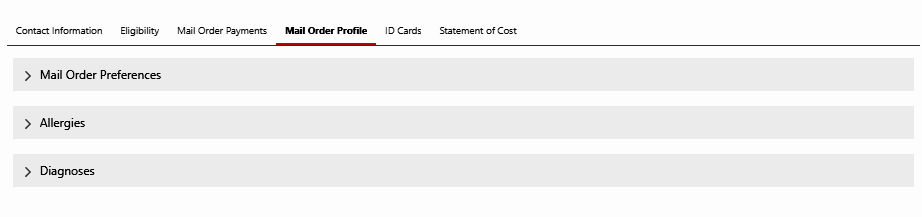 Contact Information Eligibility Mail Order Payments Mail Order Profile ID Cards Statement of Cost
Mail Order Preferences
Allergies
Diagnoses